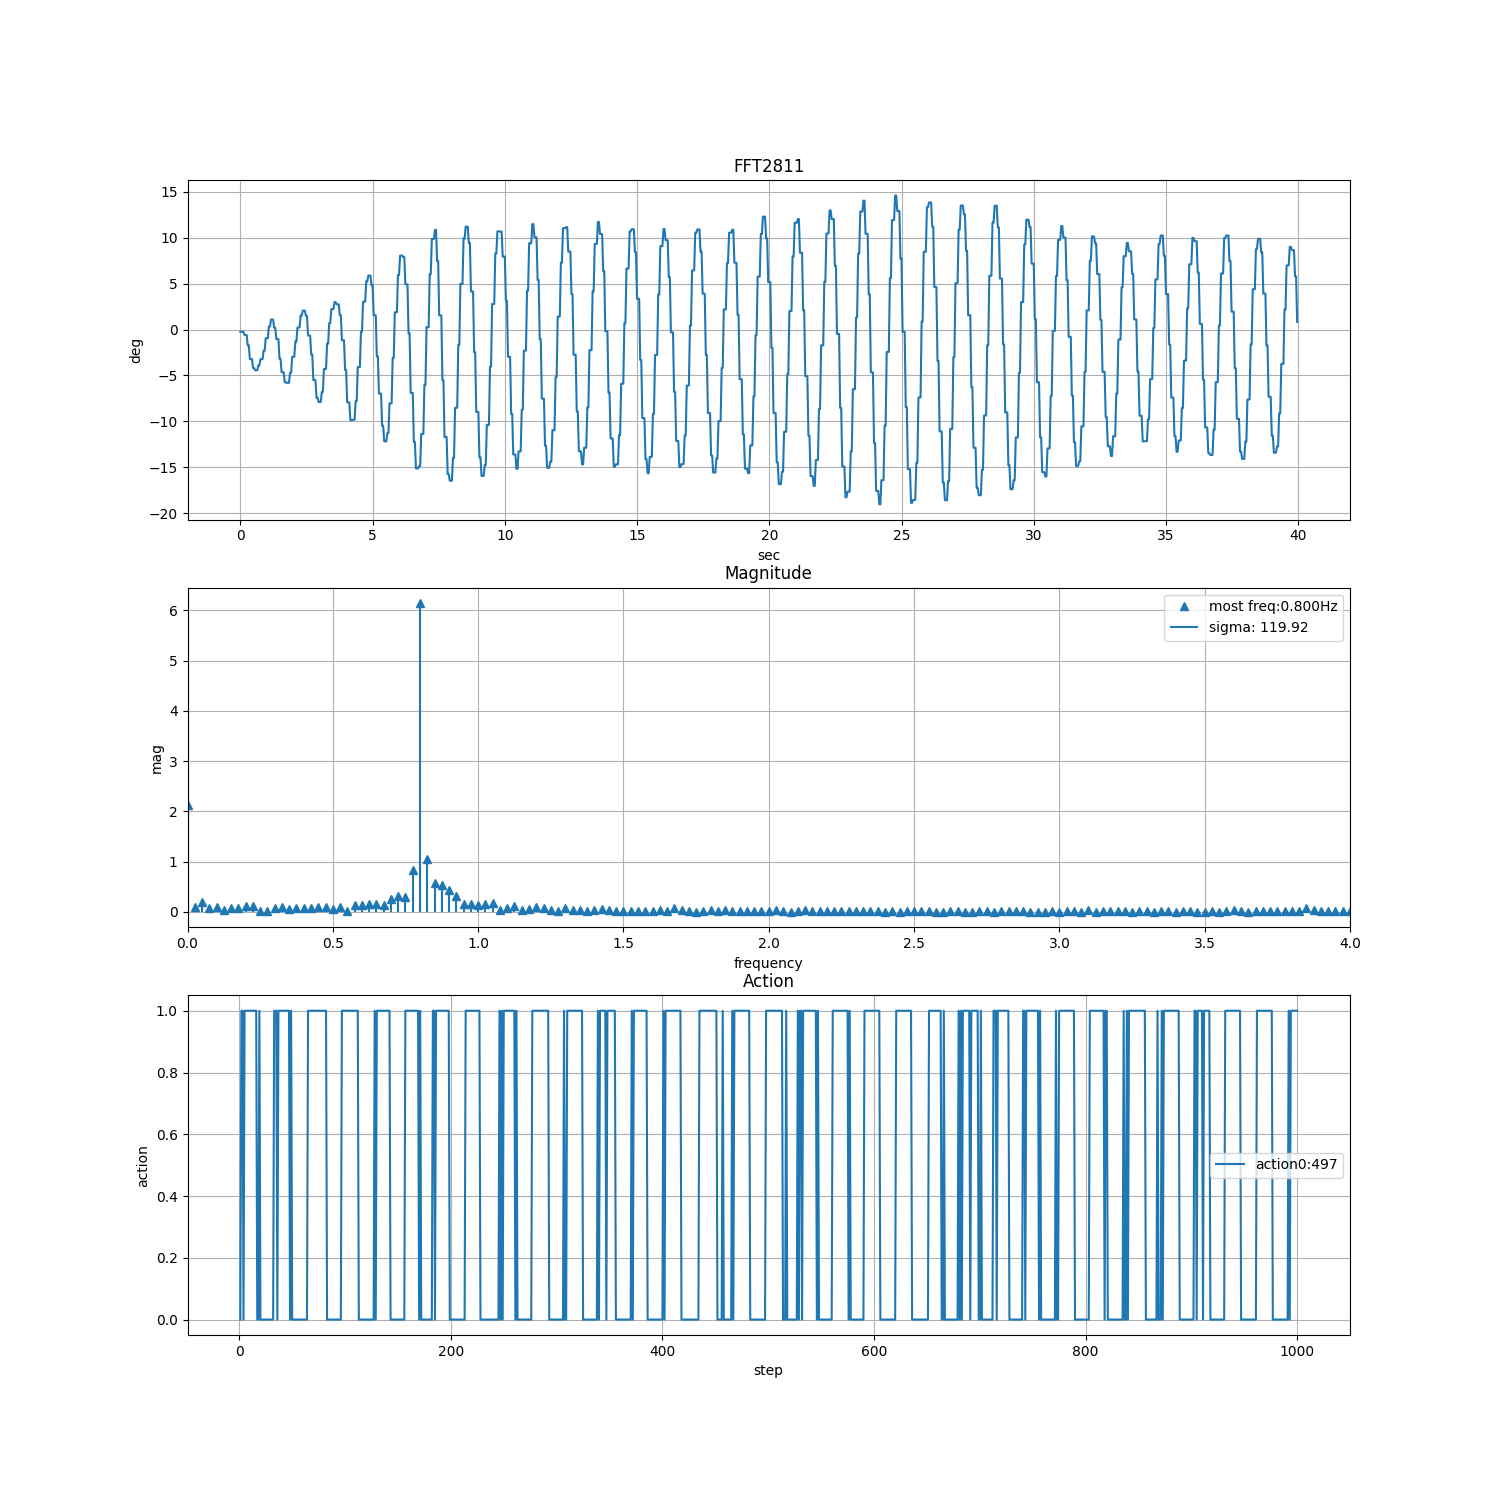 FFT2811
15
10
5
0
−5
−10
−15
−20
deg
0 5 10 15 20 25 30 35 40
sec
Magnitude
6
5
4
3
2
1
0
mag
most freq:0.800Hz
sigma: 119.92
0.0 0.5 1.0 1.5 2.0 2.5 3.0 3.5 4.0
frequency
Action
1.0
0.8
0.6
0.4
0.2
0.0
action
action0:497
0 200 400 600 800 1000
step